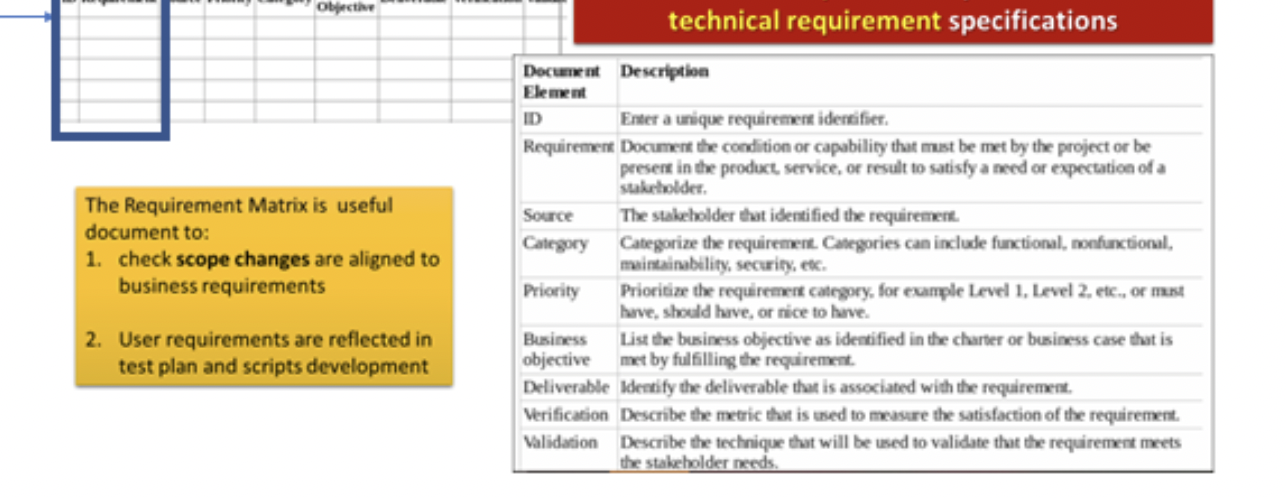 Objective
technical requirement specifications
Document Description
Element
ID Enter a unique requirement identifier.
Requirement Document the condition or capability that must be met by the project or be
present in the product, service, or result to satisfy a need or expectation of a
stakeholder.
Source The stakeholder that identified the requirement.
Category Categorize the requirement. Categories can include functional, nonfunctional,
maintainability, security, etc.
Priority Prioritize the requirement category, for example Level 1, Level 2, etc., or must
have, should have, or nice to have.
Business List the business objective as identified in the charter or business case that is
objective met by fulfilling the requirement.
Deliverable Identify the deliverable that is associated with the requirement.
Verification Describe the metric that is used to measure the satisfaction of the requirement.
Validation Describe the technique that will be used to validate that the requirement meets
the stakeholder needs.
The Requirement Matrix is useful
document to:
1. check scope changes are aligned to
business requirements
2. User requirements are reflected in
test plan and scripts development